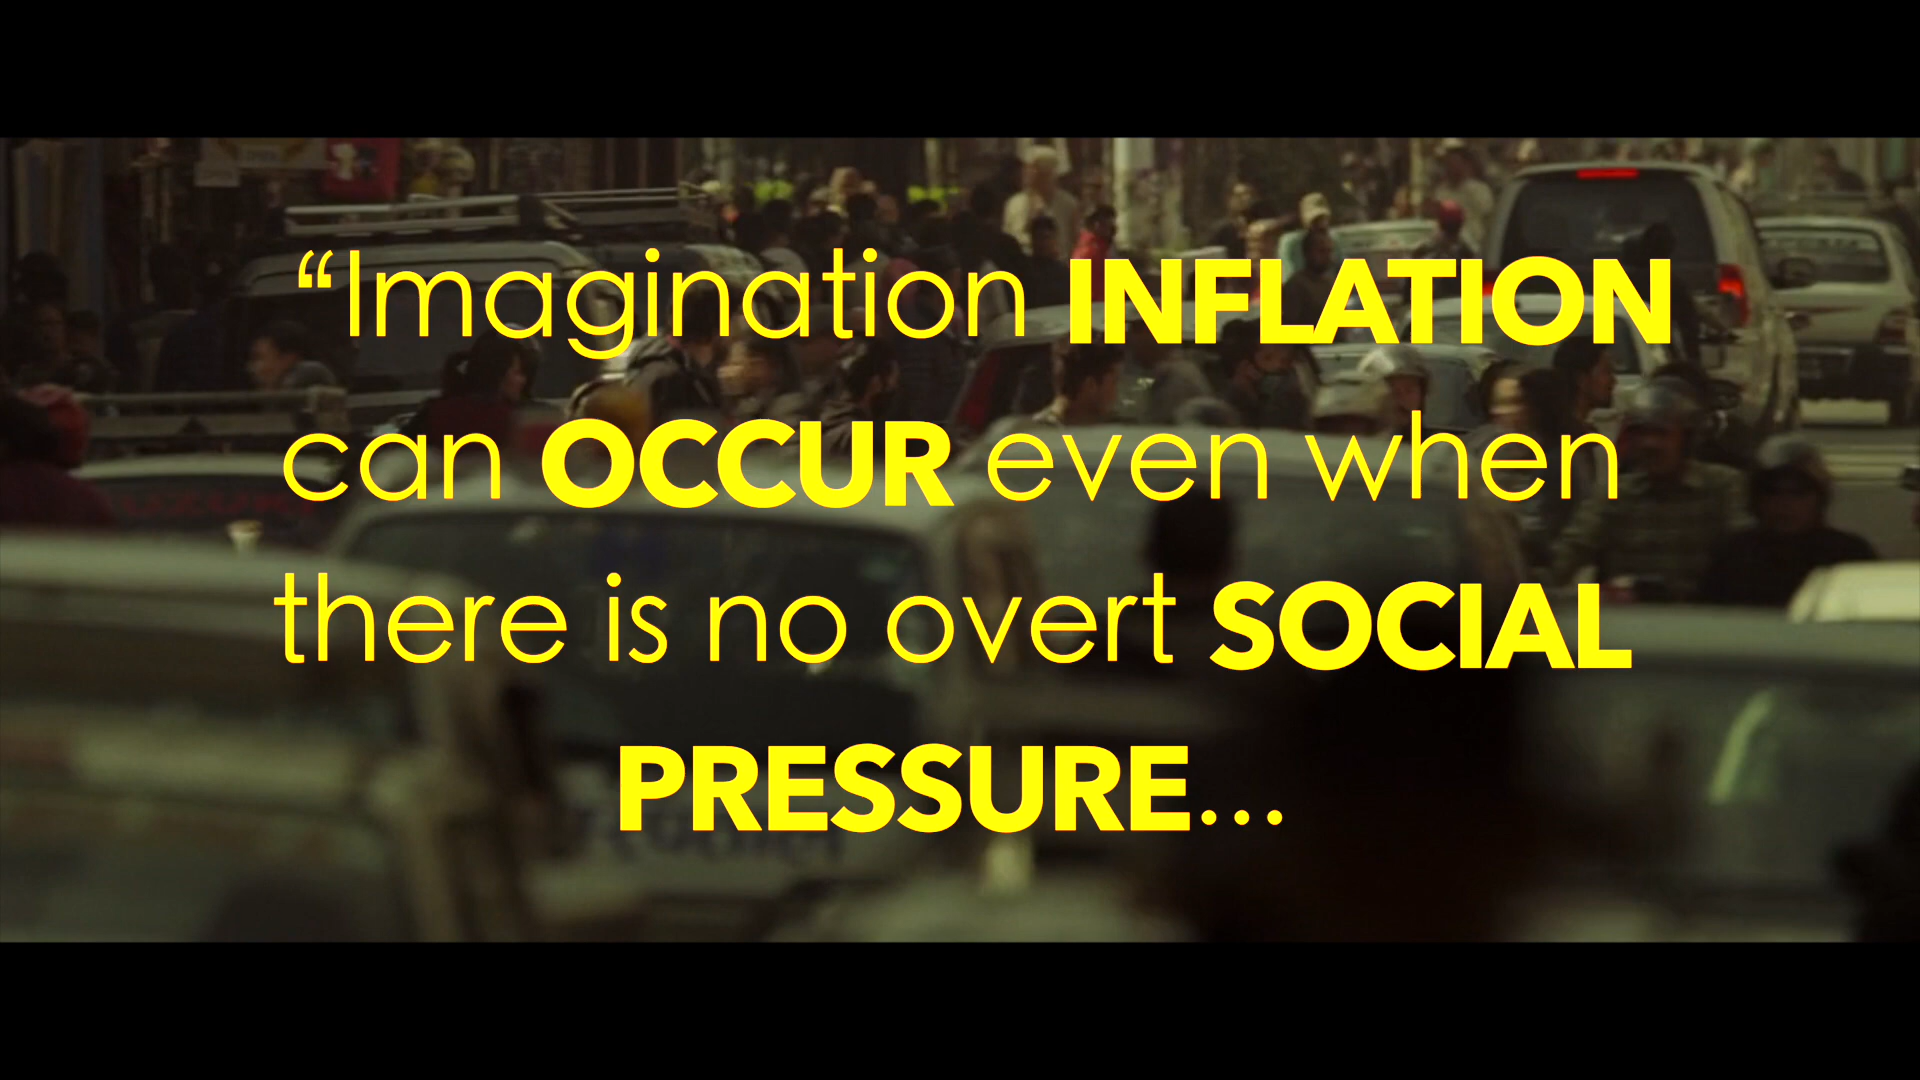 “Imagination INFLATION
can OCCUR even when
there is no overt SOCIAL
PRESSURE...